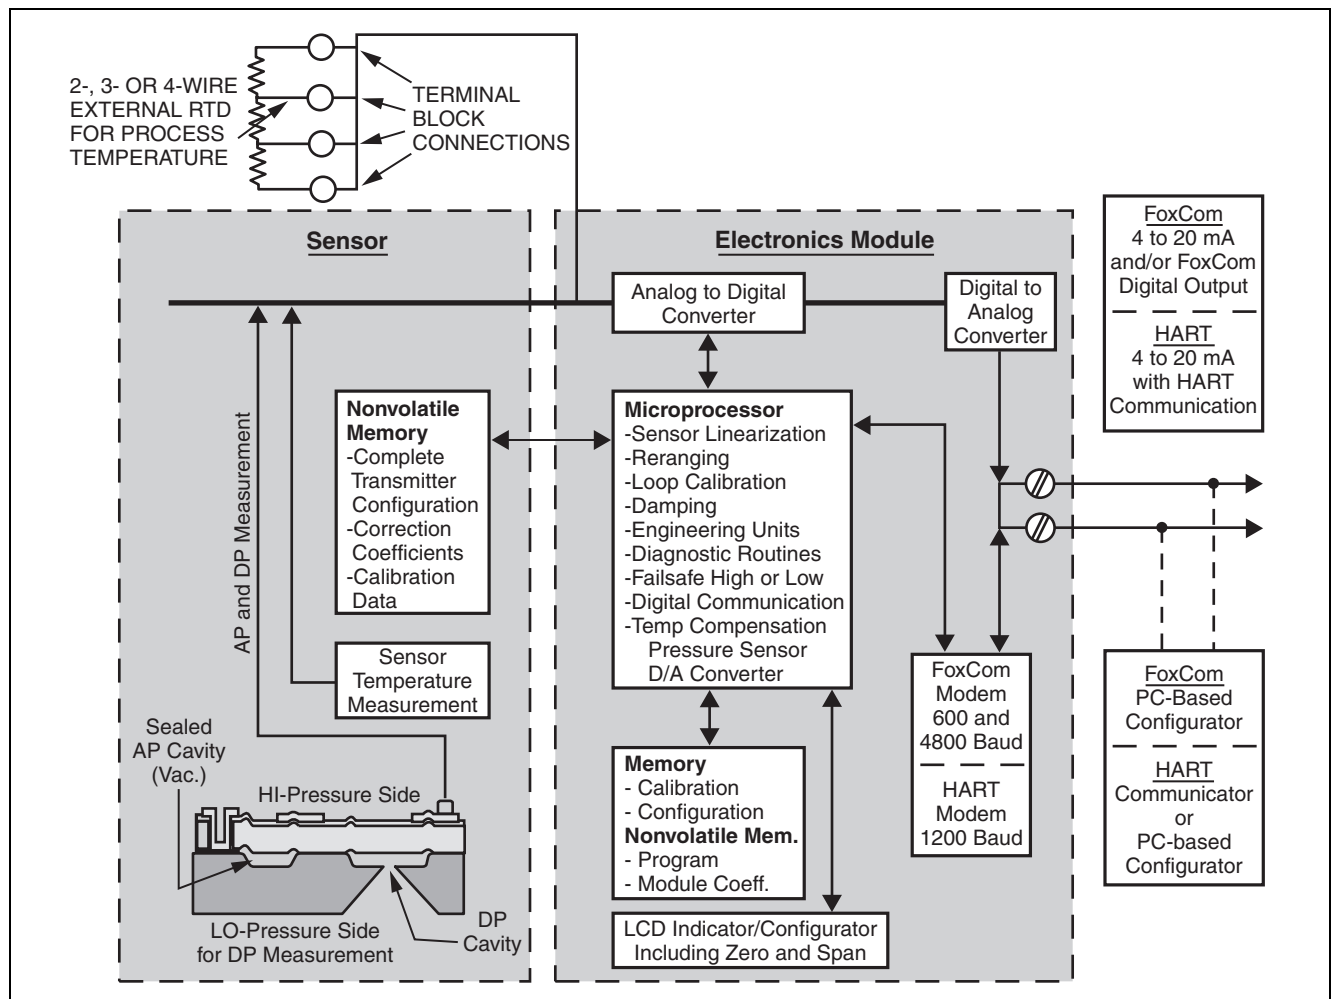 2-, 3- OR 4-WIRE
EXTERNAL RTD
FOR PROCESS
TEMPERATURE
TERMINAL
BLOCK
CONNECTIONS
Sensor
AP and DP Measurement
Nonvolatile
Memory
-Complete
Transmitter
Configuration
-Correction
Coefficients
-Calibration
Data
Sensor
Temperature
Measurement
Sealed
AP Cavity
(Vac.)
HI-Pressure Side
LO-Pressure Side
for DP Measurement
DP
Cavity
Electronics Module
Analog to Digital
Converter
Digital to
Analog
Converter
Microprocessor
-Sensor Linearization
-Reranging
-Loop Calibration
-Damping
-Engineering Units
-Diagnostic Routines
-Failsafe High or Low
-Digital Communication
-Temp Compensation
Pressure Sensor
D/A Converter
Memory
- Calibration
- Configuration
Nonvolatile Mem.
- Program
- Module Coeff.
LCD Indicator/Configurator
Including Zero and Span
FoxCom
Modem
600 and
4800 Baud
HART
Modem
1200 Baud
FoxCom
4 to 20 mA
and/or FoxCom
Digital Output
HART
4 to 20 mA
with HART
Communication
FoxCom
PC-Based
Configurator
HART
Communicator
or
PC-based
Configurator